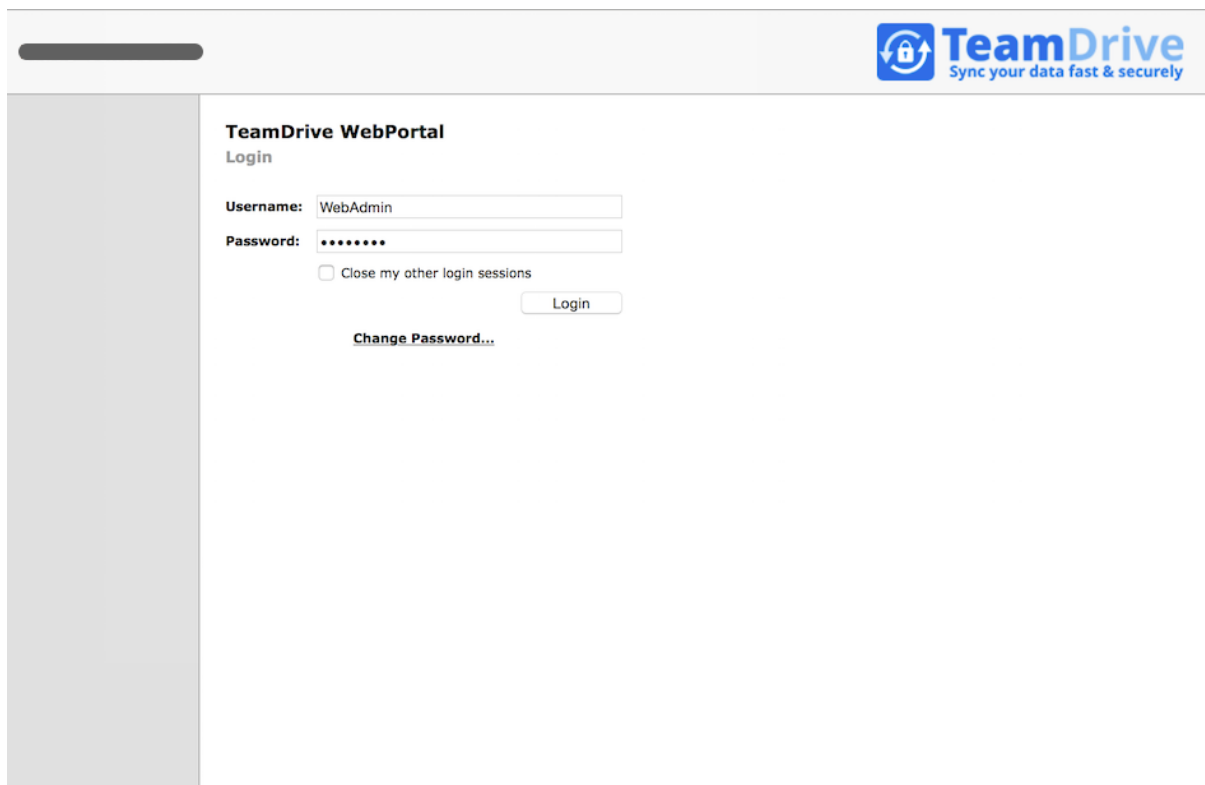 TeamDrive
Sync your data fast & securely
TeamDrive WebPortal
Login
Username: WebAdmin
Password: ••••••••
Close my other login sessions
Login
Change Password...